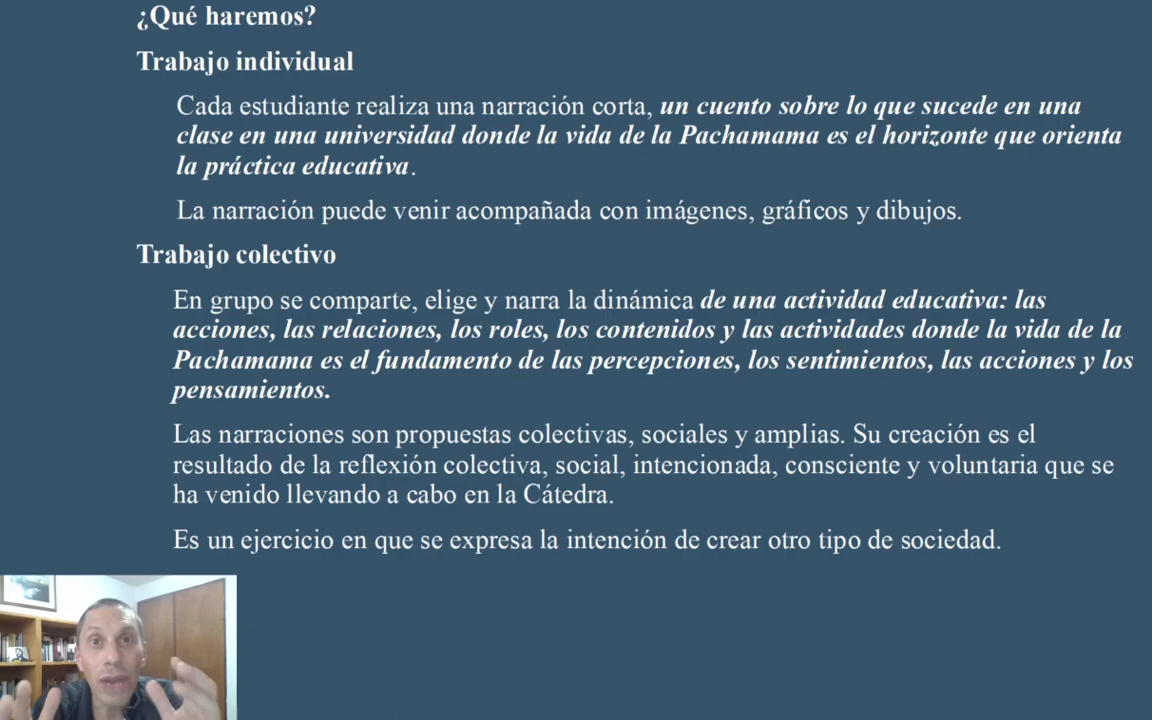 ¿Qué haremos?
Trabajo individual
Cada estudiante realiza una narración corta, un cuento sobre lo que sucede en una
clase en una universidad donde la vida de la Pachamama es el horizonte que orienta
la práctica educativa.
La narración puede venir acompañada con imágenes, gráficos y dibujos.
Trabajo colectivo
En grupo se comparte, elige y narra la dinámica de una actividad educativa: las
acciones, las relaciones, los roles, los contenidos y las actividades donde la vida de la
Pachamama es el fundamento de las percepciones, los sentimientos, las acciones y los
pensamientos.
Las narraciones son propuestas colectivas, sociales y amplias. Su creación es el
resultado de la reflexión colectiva, social, intencionada, consciente y voluntaria que se
ha venido llevando a cabo en la Cátedra.
Es un ejercicio en que se expresa la intención de crear otro tipo de sociedad.